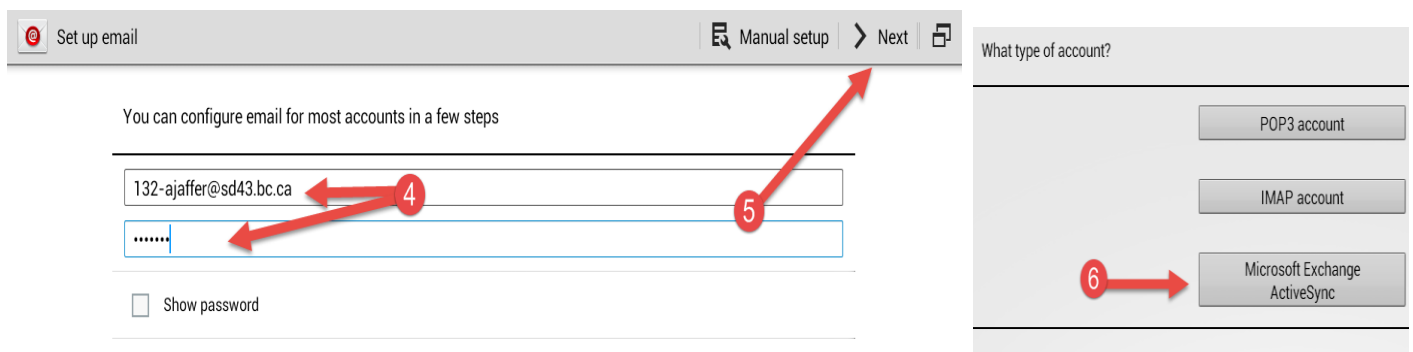 Set up email
Manual setup
Next
You can configure email for most accounts in a few steps
132-ajaffer@sd43.bc.ca
4
•••••••
5
Show password
What type of account?
POP3 account
IMAP account
6
Microsoft Exchange
ActiveSync